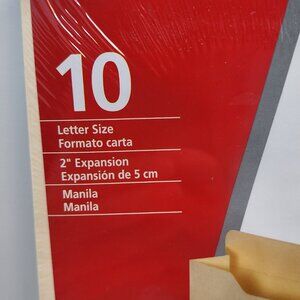 10
Letter Size
Formato carta
2" Expansion
Expansión de 5 cm
Manila
Manila